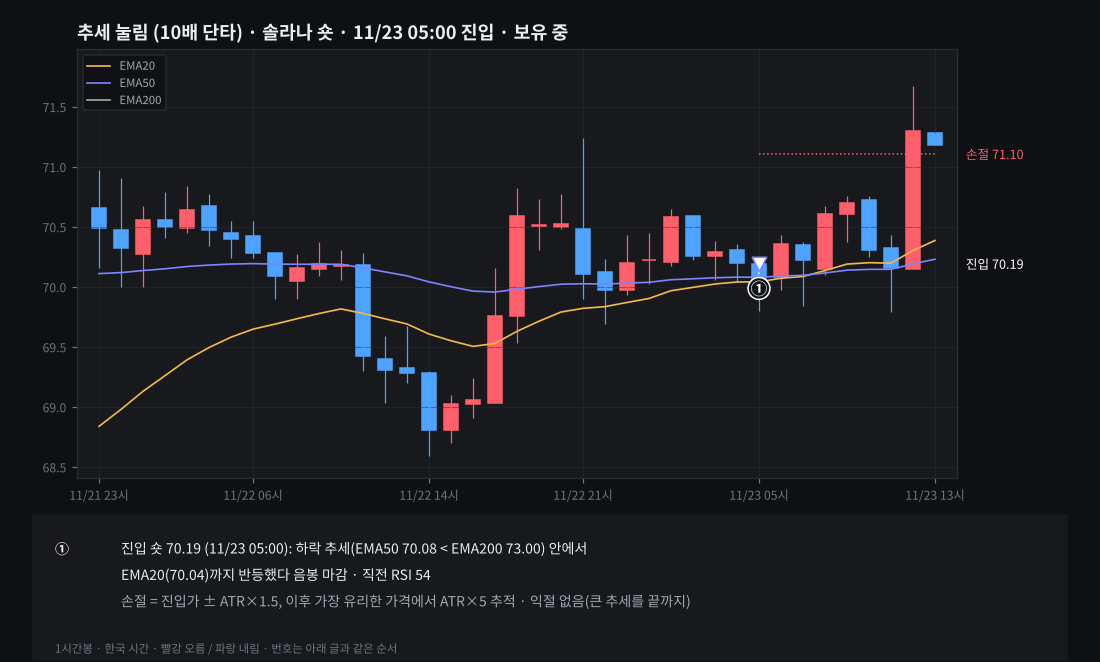 추세 눌림 (10배 단타) · 솔라나 숏 · 11/23 05:00 진입 · 보유 중
EMA20
EMA50
EMA200
71.5
71.0
70.5
70.0
69.5
69.0
68.5
손절 71.10
진입 70.19
①
11/21 23시
11/22 06시
11/22 14시
11/22 21시
11/23 05시
11/23 13시
① 진입 숏 70.19 (11/23 05:00): 하락 추세(EMA50 70.08 < EMA200 73.00) 안에서
EMA20(70.04)까지 반등했다 음봉 마감 · 직전 RSI 54
손절 = 진입가 ± ATR×1.5, 이후 가장 유리한 가격에서 ATR×5 추적 · 익절 없음(큰 추세를 끝까지)
1시간봉 · 한국 시간 · 빨강 오름 / 파랑 내림 · 번호는 아래 글과 같은 순서